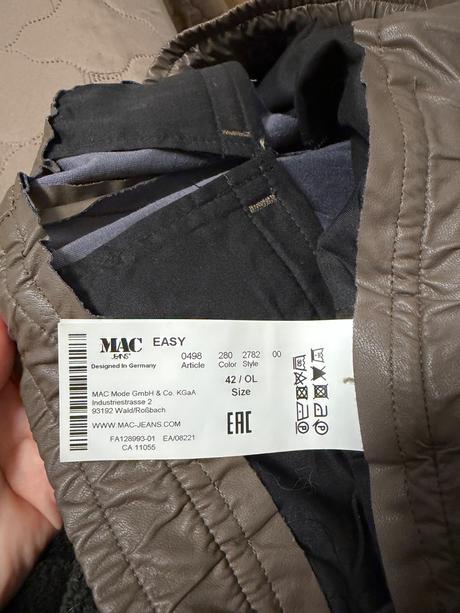 MAC EASY
JEANS®
Designed In Germany
0498 280 2782 00
Article Color Style
42 / OL
Size
MAC Mode GmbH & Co. KGaA
Industriestrasse 2
93192 Wald/Roßbach
WWW.MAC-JEANS.COM
EAC
FA128993-01 EA/08221
CA 11055